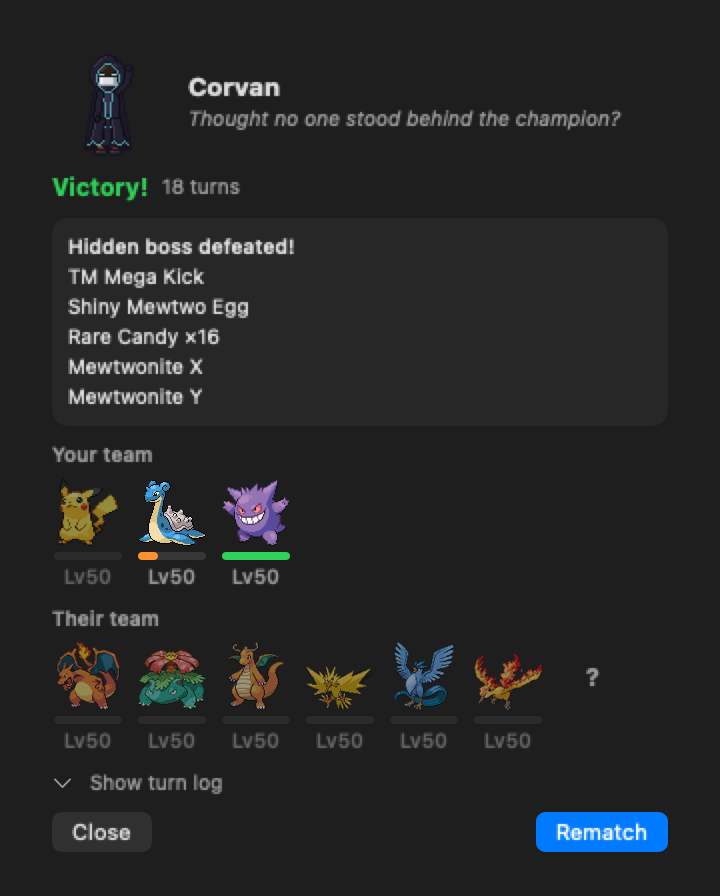 Corvan
Thought no one stood behind the champion?
Victory! 18 turns
Hidden boss defeated!
TM Mega Kick
Shiny Mewtwo Egg
Rare Candy ×16
Mewtwonite X
Mewtwonite Y
Your team
Lv50 Lv50 Lv50
Their team
?
Lv50 Lv50 Lv50 Lv50 Lv50 Lv50
Show turn log
Close Rematch